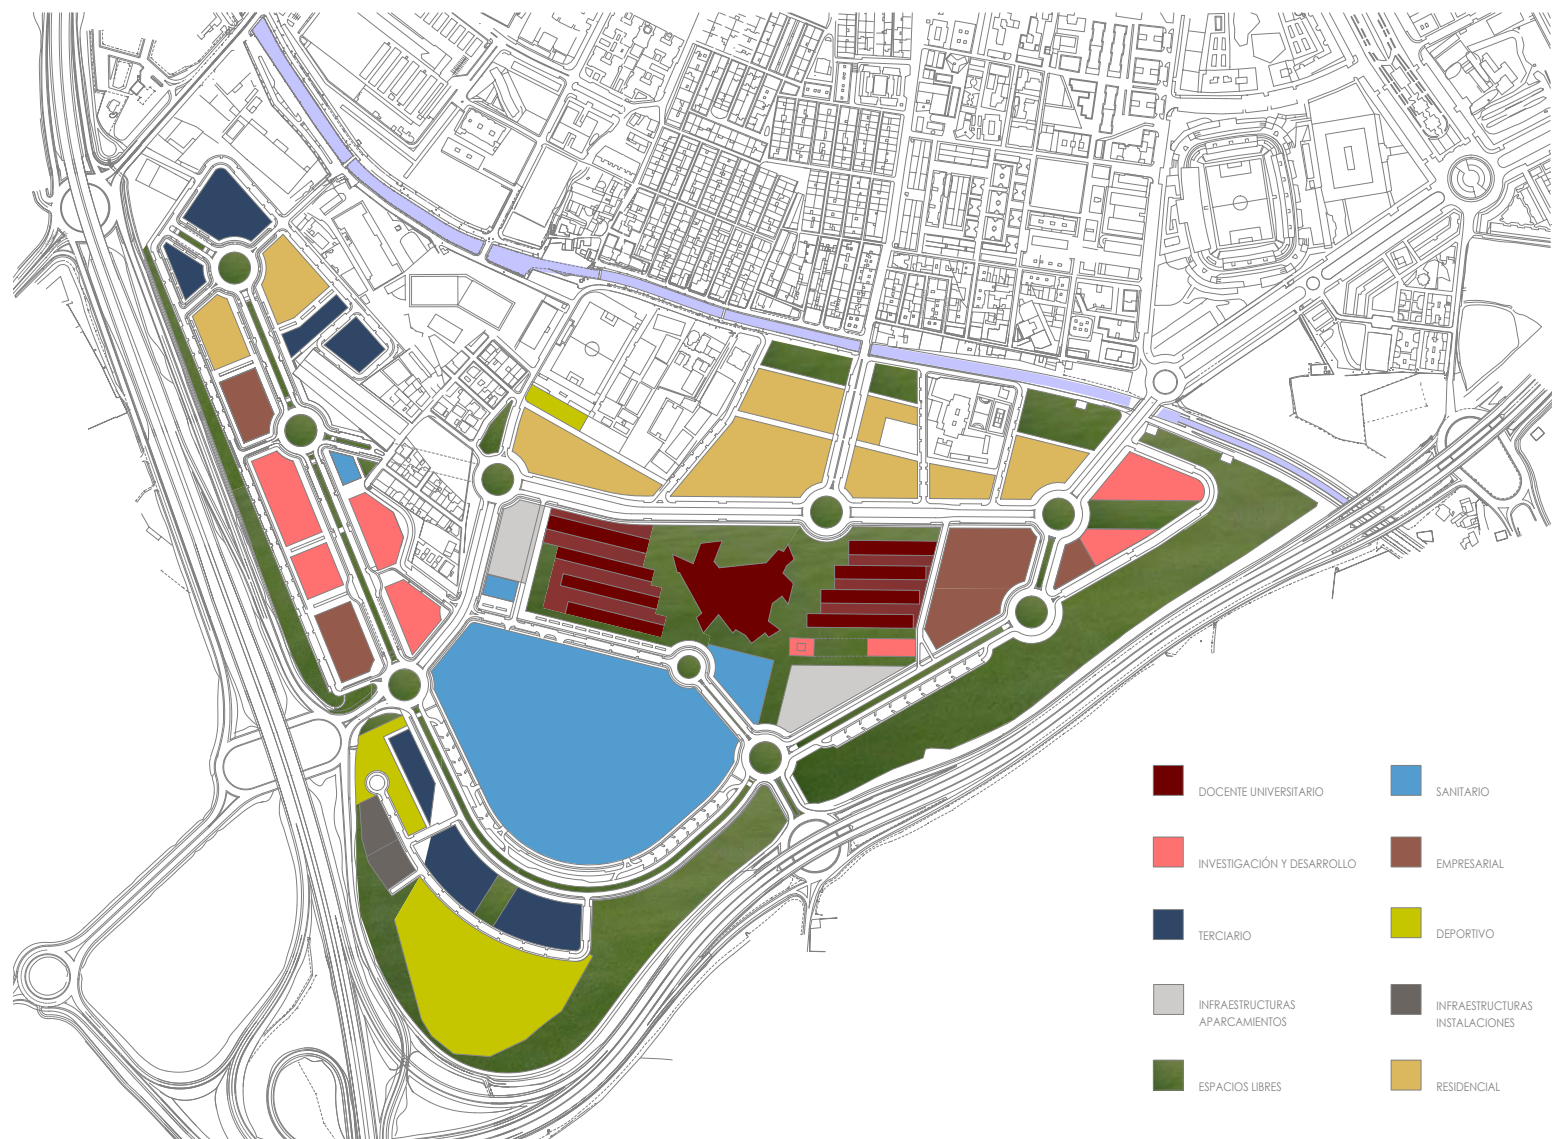 DOCENTE UNIVERSITARIO
SANITARIO
INVESTIGACIÓN Y DESARROLLO
EMPRESARIAL
TERCIARIO
DEPORTIVO
INFRAESTRUCTURAS
APARCAMIENTOS
INFRAESTRUCTURAS
INSTALACIONES
ESPACIOS LIBRES
RESIDENCIAL